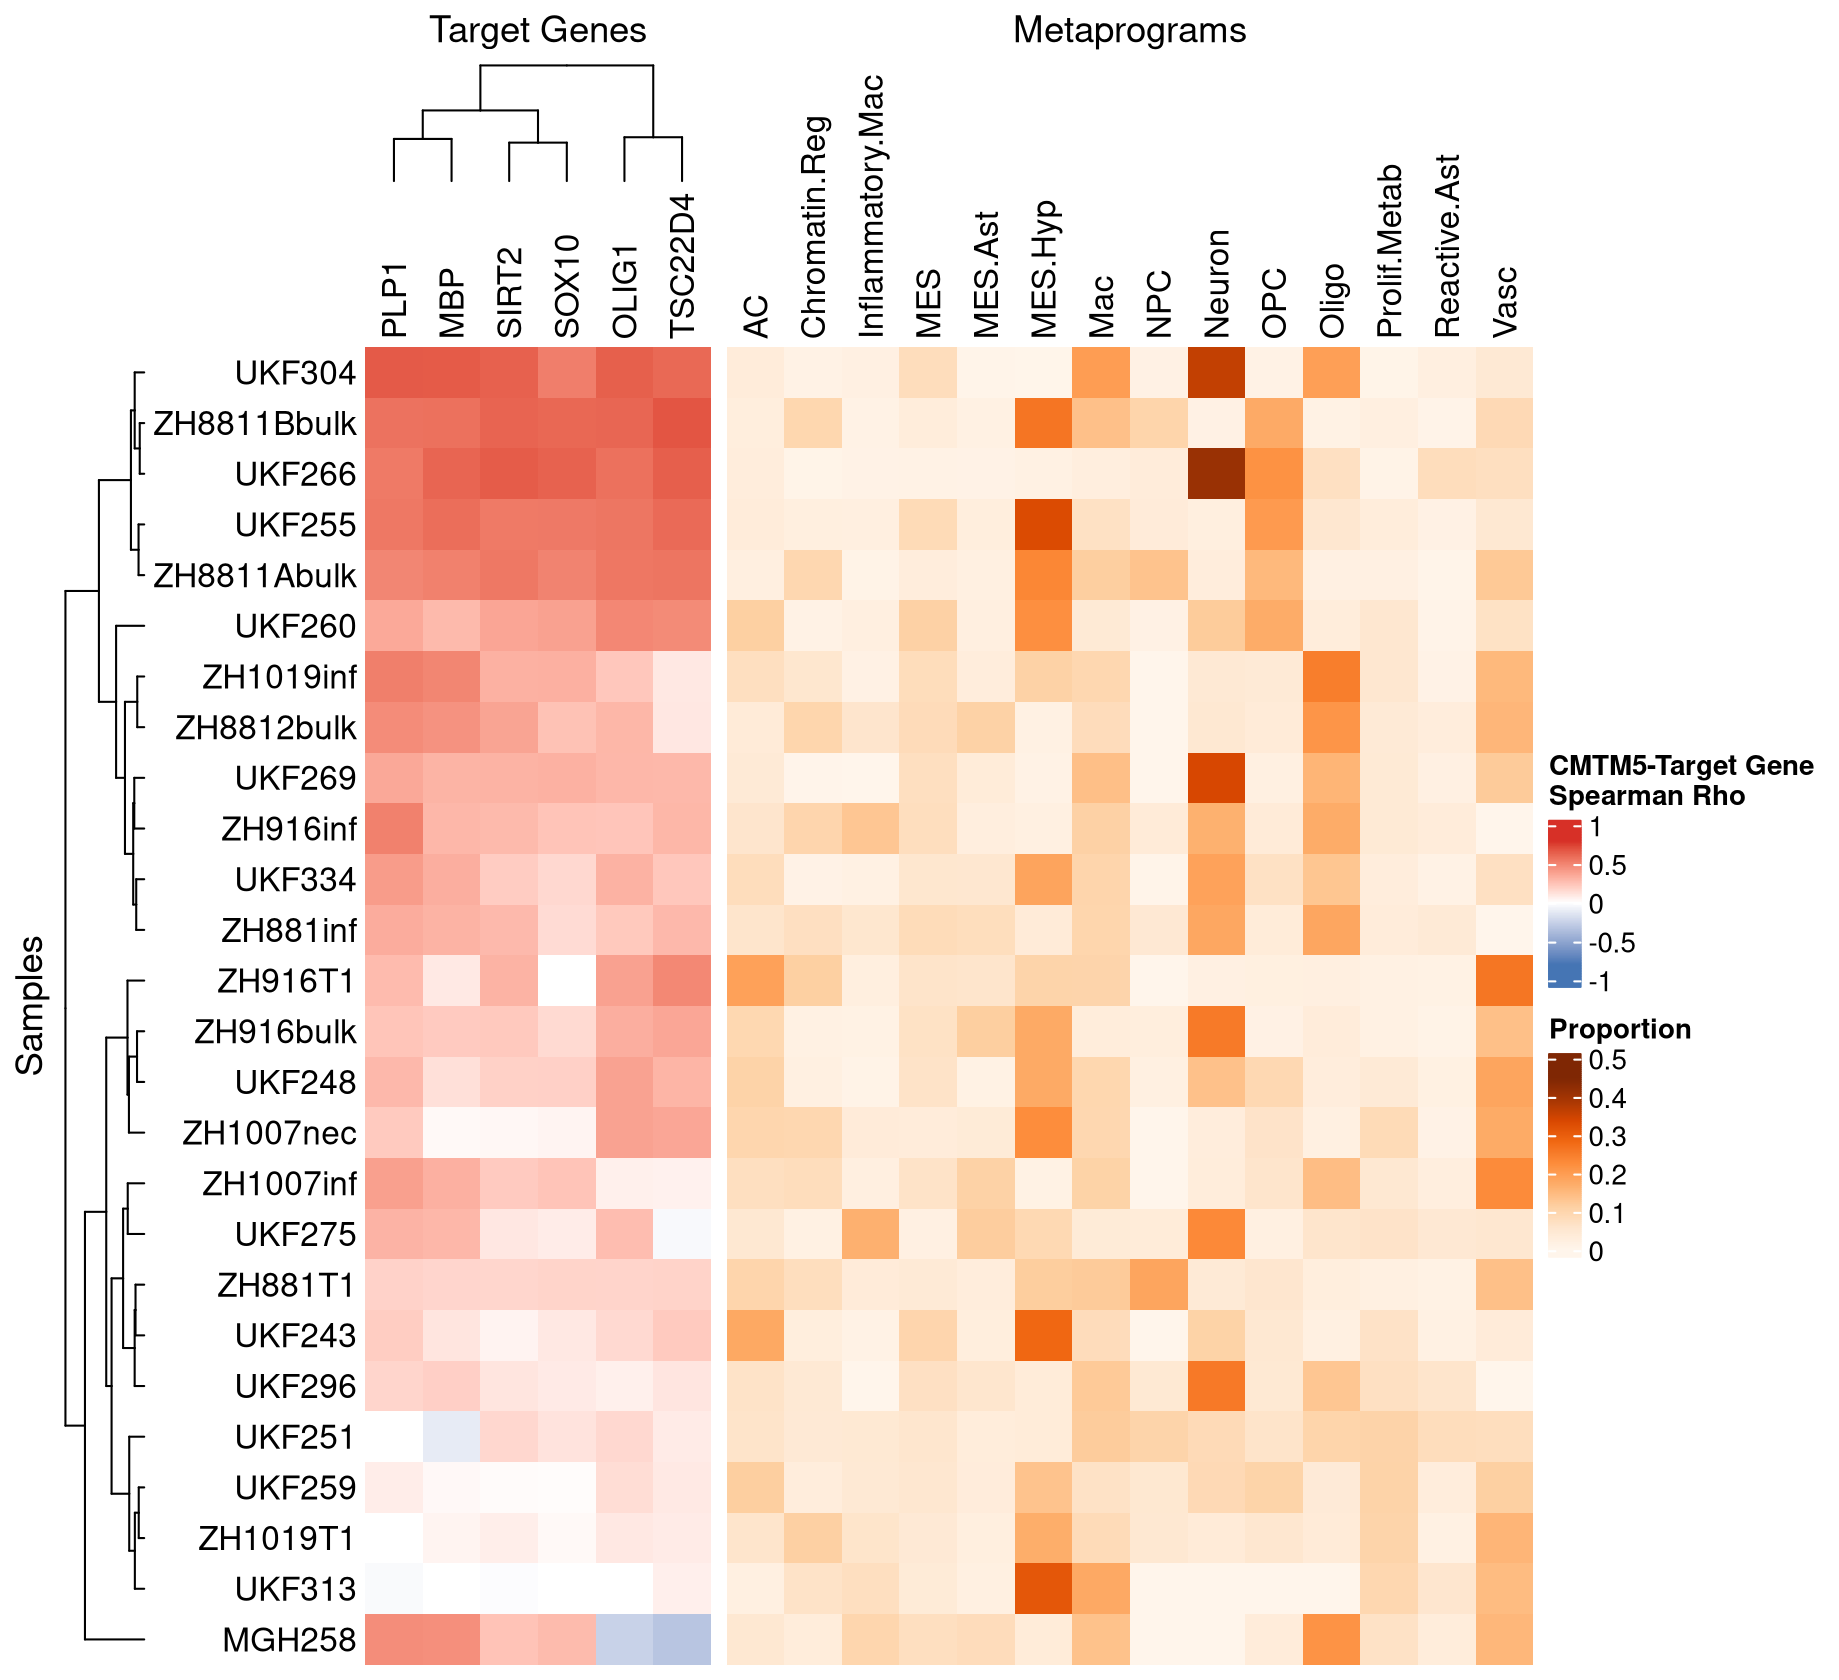 Target Genes
Metaprograms
PLP1
MBP
SIRT2
SOX10
OLIG1
TSC22D4
AC
Chromatin.Reg
Inflammatory.Mac
MES
MES.Ast
MES.Hyp
Mac
NPC
Neuron
OPC
Oligo
Prolif.Metab
Reactive.Ast
Vasc
Samples
UKF304
ZH8811Bbulk
UKF266
UKF255
ZH8811Abulk
UKF260
ZH1019inf
ZH8812bulk
UKF269
ZH916inf
UKF334
ZH881inf
ZH916T1
ZH916bulk
UKF248
ZH1007nec
ZH1007inf
UKF275
ZH881T1
UKF243
UKF296
UKF251
UKF259
ZH1019T1
UKF313
MGH258
CMTM5-Target Gene
Spearman Rho
1
0.5
0
-0.5
-1
Proportion
0.5
0.4
0.3
0.2
0.1
0